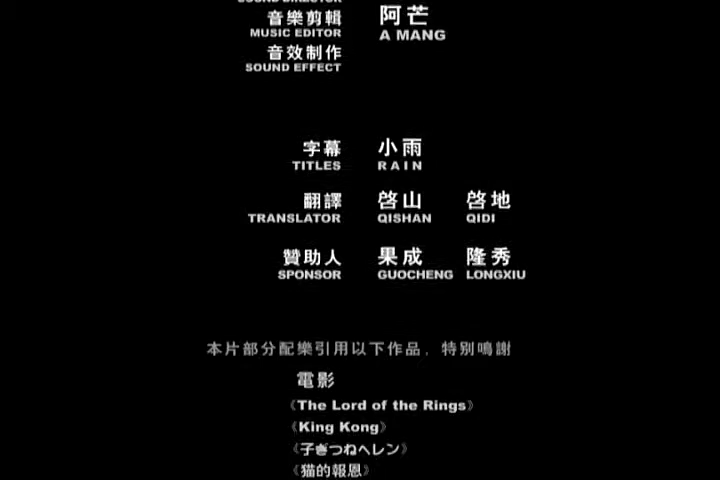 SOUND DIRECTOR
音樂剪輯 阿芒
MUSIC EDITOR A MANG
音效制作
SOUND EFFECT
字幕 小雨
TITLES RAIN
翻譯 啓山 啓地
TRANSLATOR QISHAN QIDI
贊助人 果成 隆秀
SPONSOR GUOCHENG LONGXIU
本片部分配樂引用以下作品，特别鳴謝
電影
《The Lord of the Rings》
《King Kong》
《子ぎつねヘレン》
《猫的報恩》